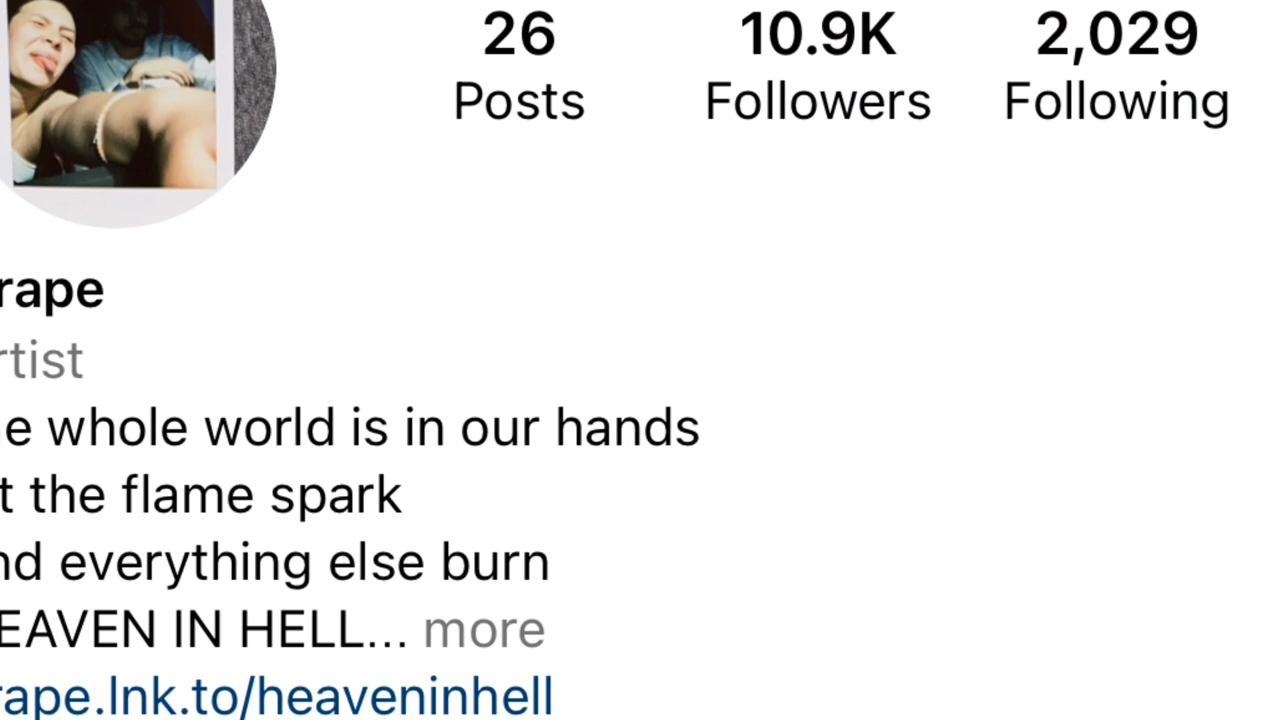 26 10.9K 2,029
Posts Followers Following
rape
rtist
e whole world is in our hands
t the flame spark
nd everything else burn
EAVEN IN HELL... more
rape.lnk.to/heaveninhell